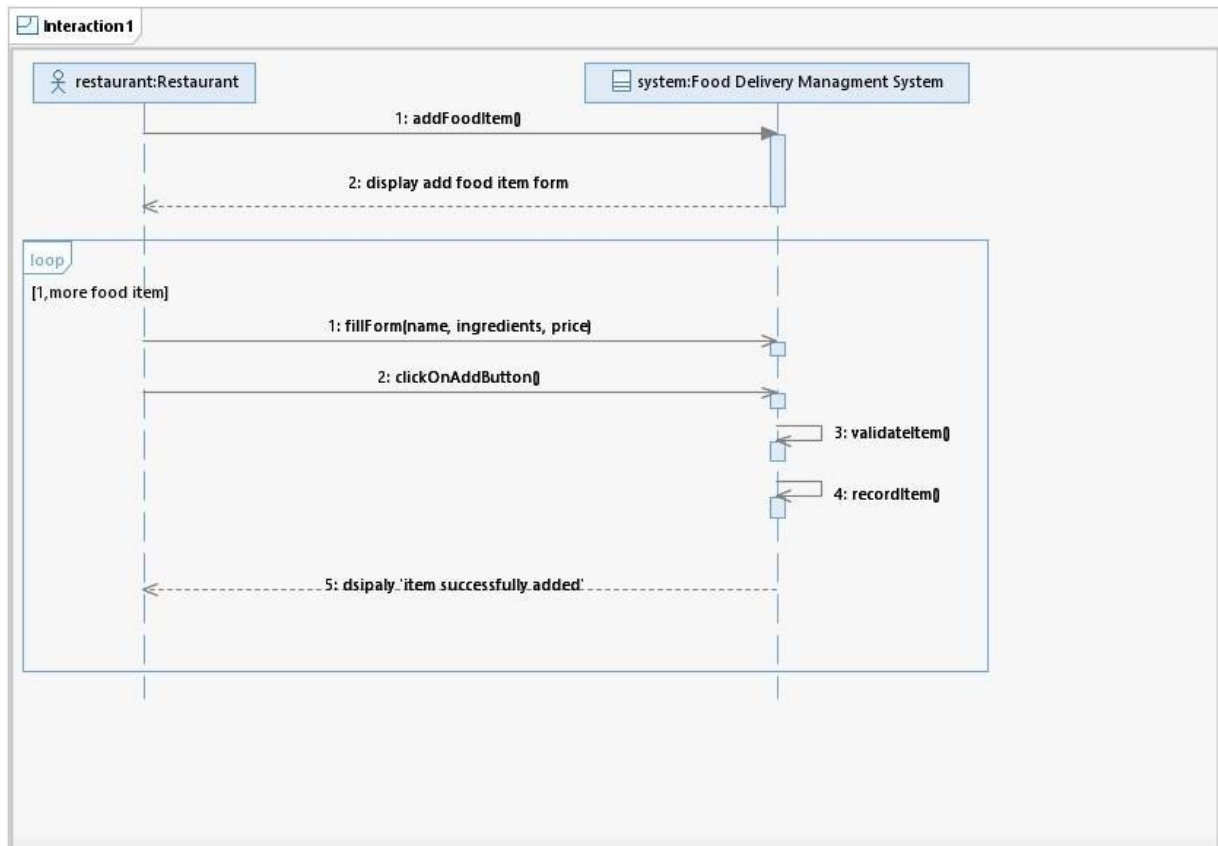 Interaction1
restaurant:Restaurant
system:Food Delivery Managment System
1: addFoodItem()
2: display add food item form
loop
[1,more food item]
1: fillForm(name, ingredients, price)
2: clickOnAddButton()
3: validateItem()
4: recordItem()
5: dsipaly 'item successfully added'